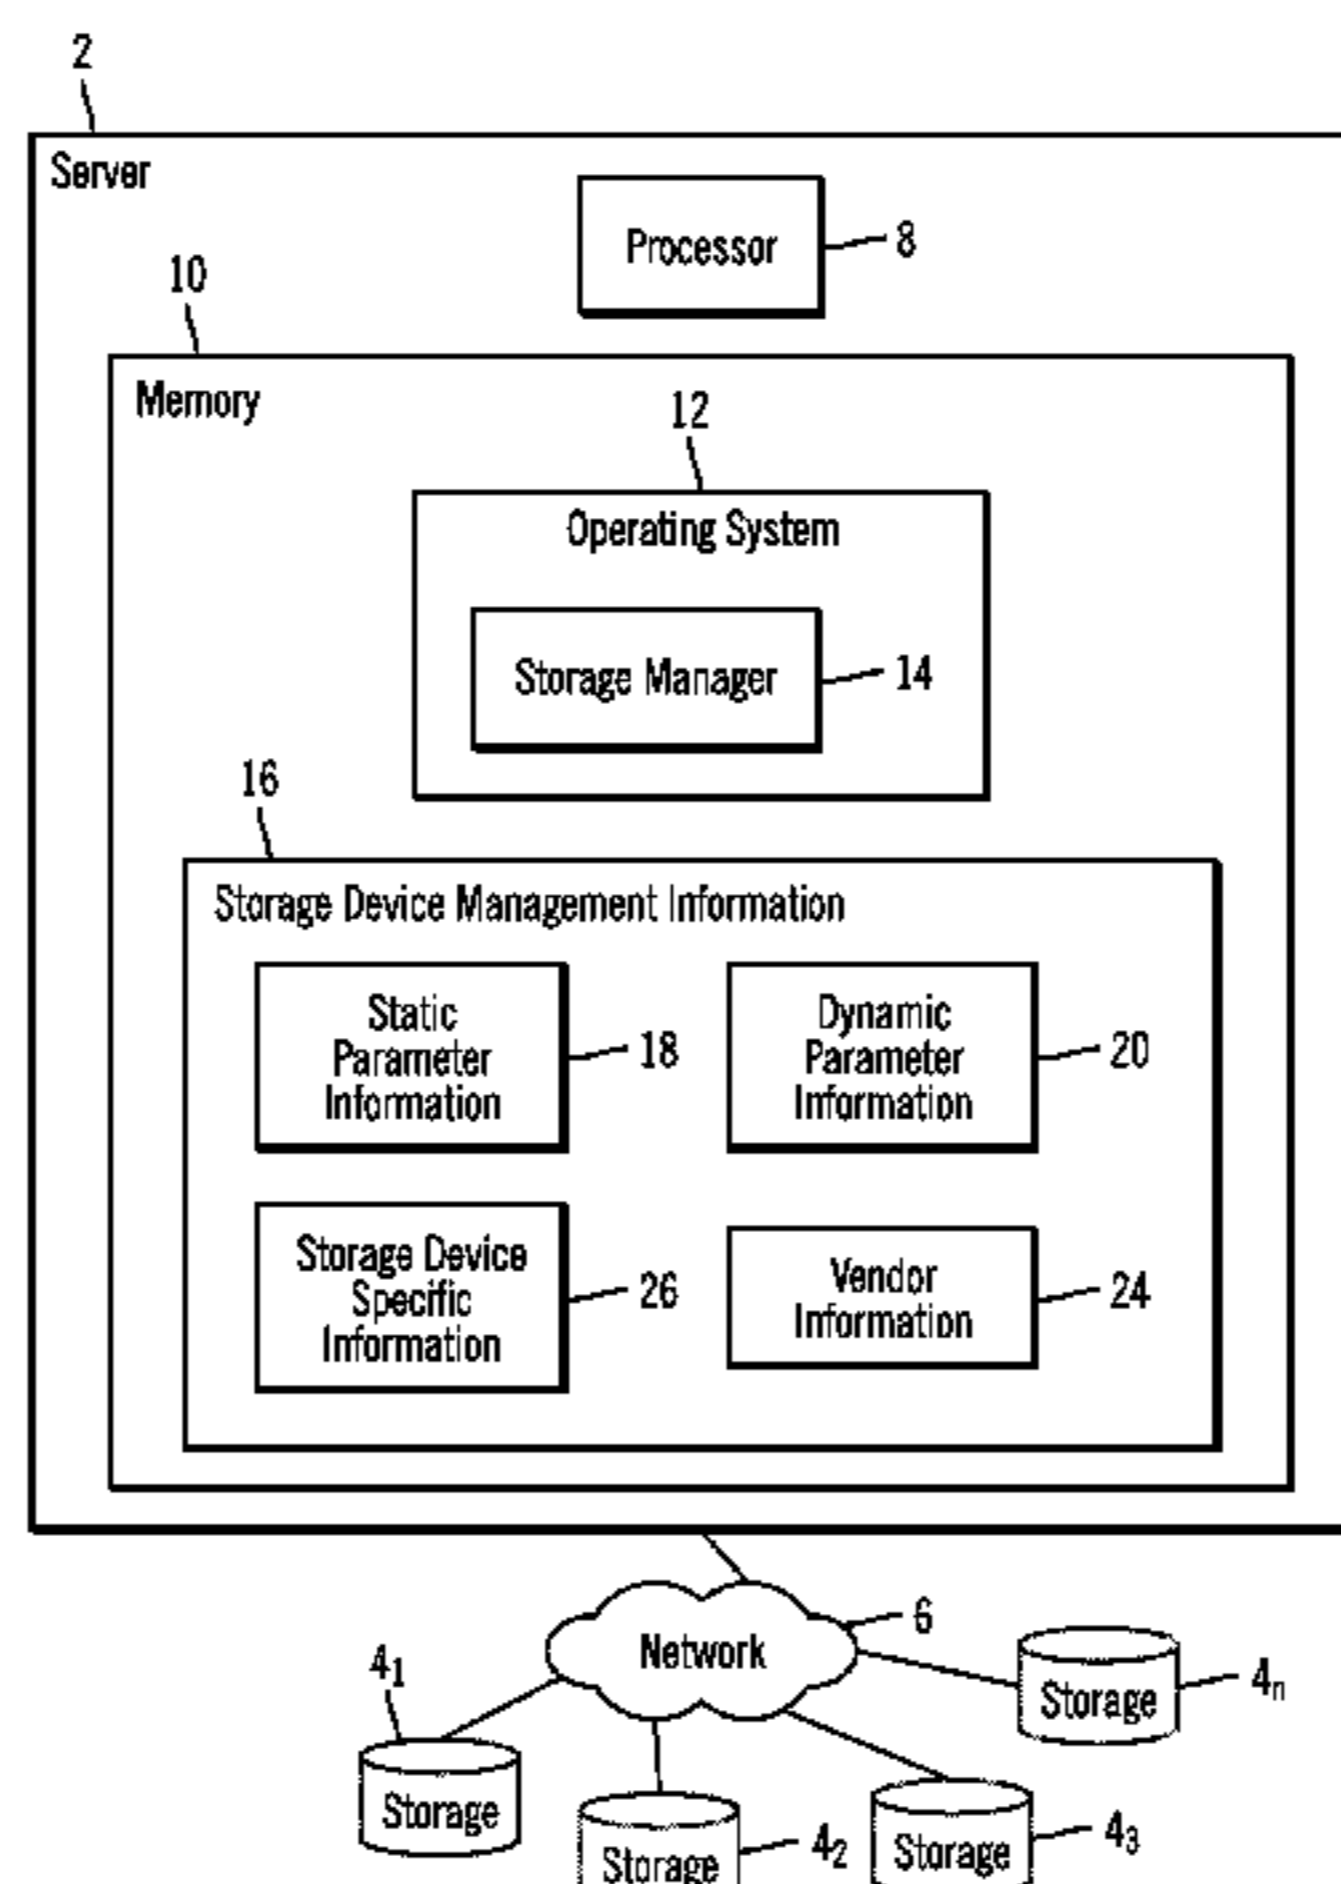 2
Server
Processor
8
10
Memory
12
Operating System
Storage Manager
14
16
Storage Device Management Information
Static
Parameter
Information
18
Dynamic
Parameter
Information
20
Storage Device
Specific
Information
26
Vendor
Information
24
Network
6
4₁
Storage
4ₙ
Storage
Storage
4₂
Storage
4₃